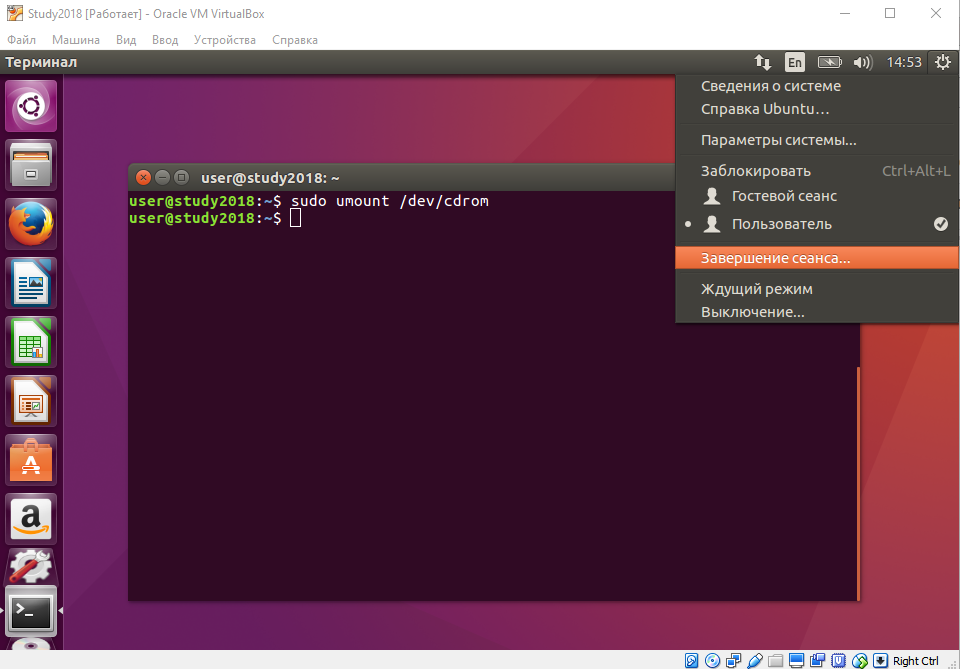 Study2018 [Работает] - Oracle VM VirtualBox
Файл Машина Вид Ввод Устройства Справка
Терминал En 14:53
Сведения о системе
Справка Ubuntu…
Параметры системы…
Заблокировать Ctrl+Alt+L
Гостевой сеанс
Пользователь
Завершение сеанса…
Ждущий режим
Выключение…
user@study2018: ~
user@study2018:~$ sudo umount /dev/cdrom
user@study2018:~$
a
>_
Right Ctrl